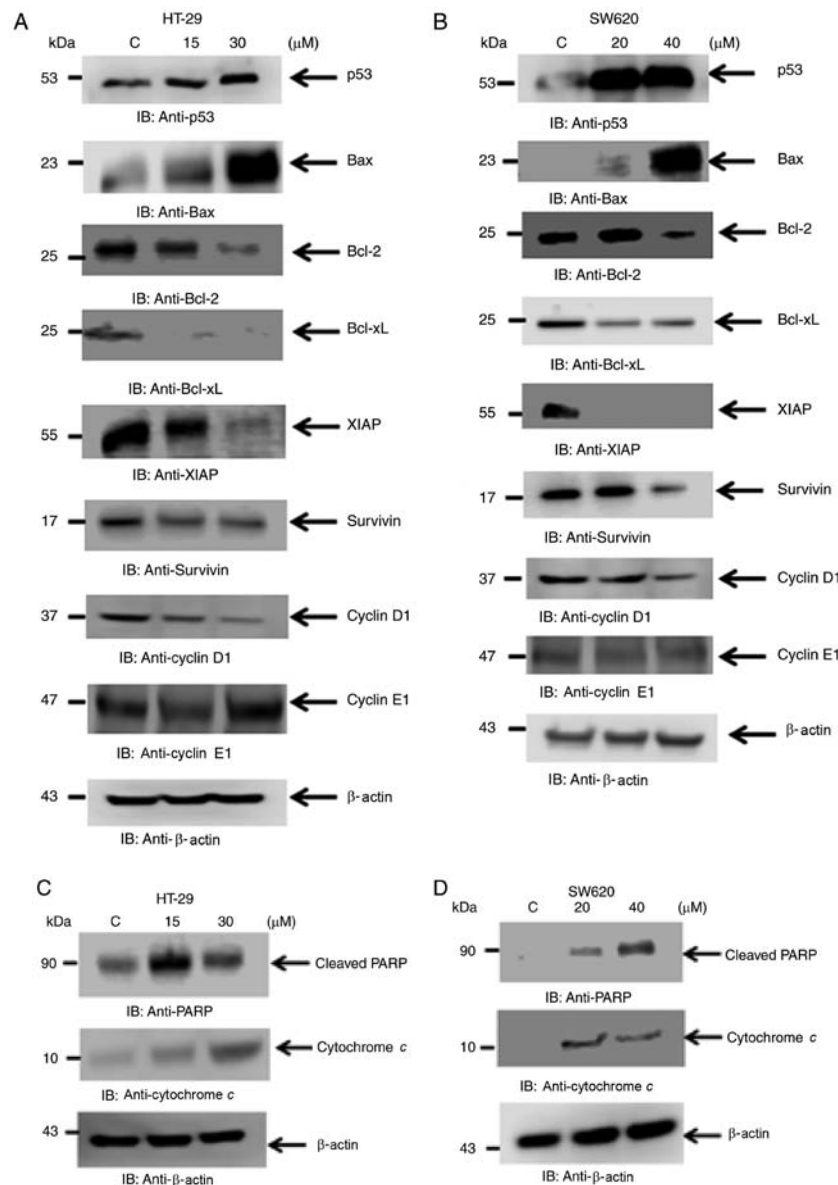 A
HT-29
kDa C 15 30 (μM)
53 p53
IB: Anti-p53
23 Bax
IB: Anti-Bax
25 Bcl-2
IB: Anti-Bcl-2
25 Bcl-xL
IB: Anti-Bcl-xL
55 XIAP
IB: Anti-XIAP
17 Survivin
IB: Anti-Survivin
37 Cyclin D1
IB: Anti-cyclin D1
47 Cyclin E1
IB: Anti-cyclin E1
43 β-actin
IB: Anti-β-actin
B
SW620
kDa C 20 40 (μM)
53 p53
IB: Anti-p53
23 Bax
IB: Anti-Bax
25 Bcl-2
IB: Anti-Bcl-2
25 Bcl-xL
IB: Anti-Bcl-xL
55 XIAP
IB: Anti-XIAP
17 Survivin
IB: Anti-Survivin
37 Cyclin D1
IB: Anti-cyclin D1
47 Cyclin E1
IB: Anti-cyclin E1
43 β-actin
IB: Anti-β-actin
C
HT-29
kDa C 15 30 (μM)
90 Cleaved PARP
IB: Anti-PARP
10 Cytochrome c
IB: Anti-cytochrome c
43 β-actin
IB: Anti-β-actin
D
SW620
kDa C 20 40 (μM)
90 Cleaved PARP
IB: Anti-PARP
10 Cytochrome c
IB: Anti-cytochrome c
43 β-actin
IB: Anti-β-actin